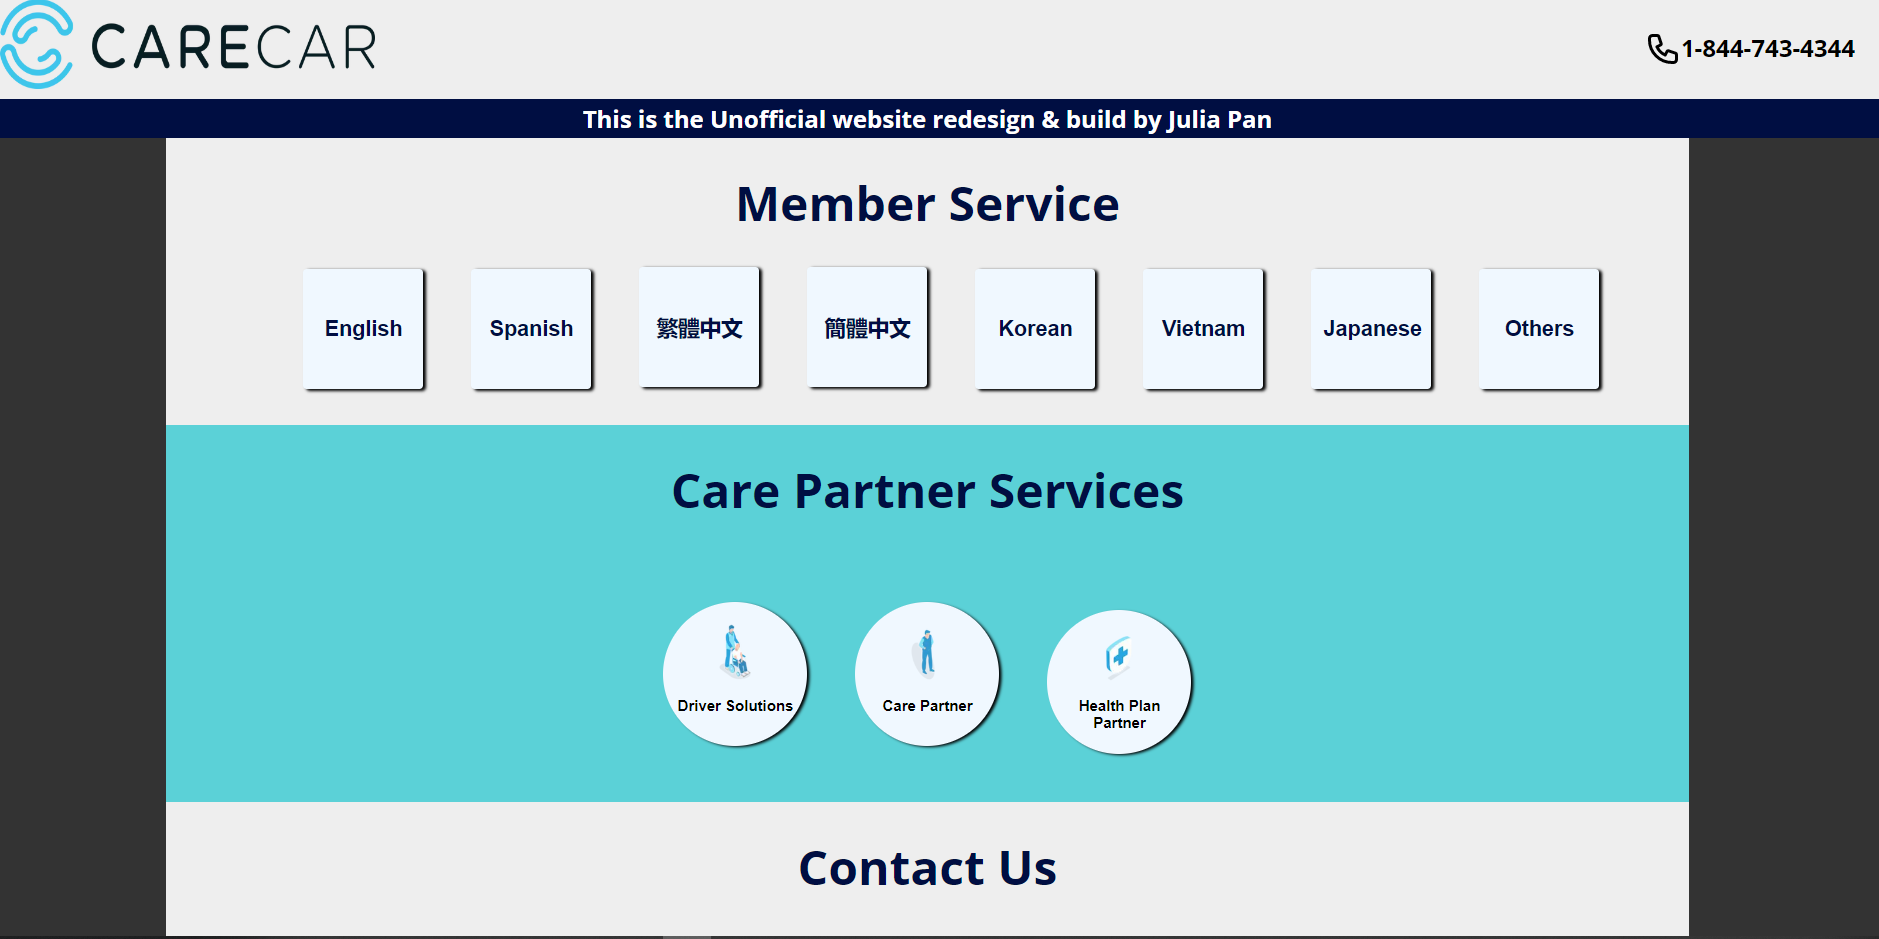 CARECAR
1-844-743-4344
This is the Unofficial website redesign & build by Julia Pan
Member Service
English
Spanish
繁體中文
簡體中文
Korean
Vietnam
Japanese
Others
Care Partner Services
Driver Solutions
Care Partner
Health Plan
Partner
Contact Us